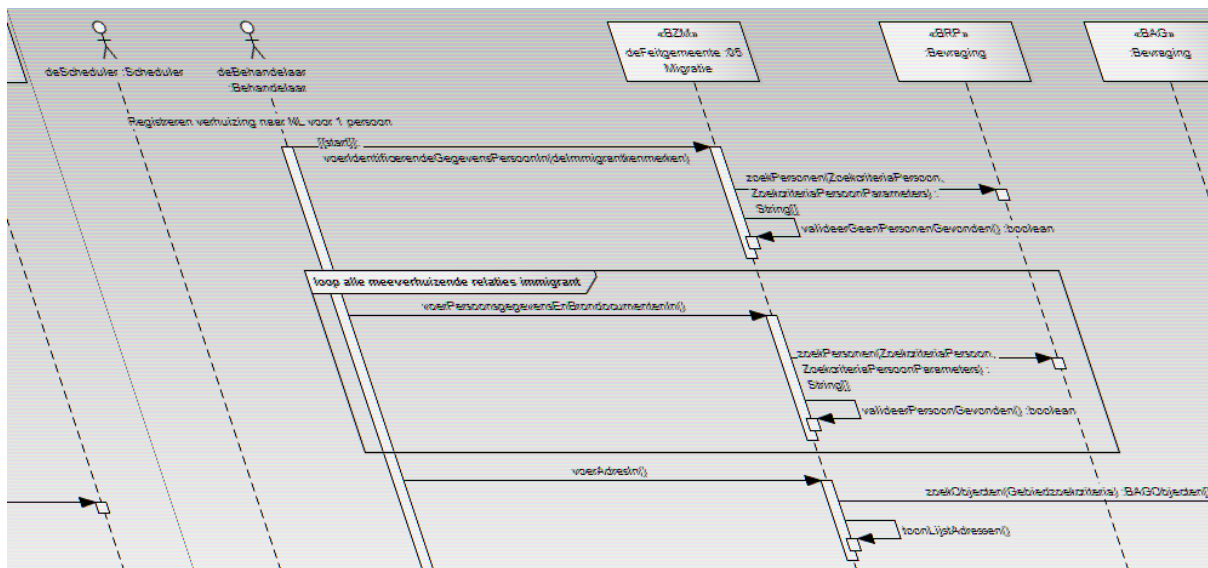 «BZM»
deFeitgemeente :05
Migratie
«BRP»
:Bevraging
«BAG»
:Bevraging
deScheduler :Scheduler
deBehandelaar
:Behandelaar
Registreren verhuizing naar NL voor 1 persoon
[[start]]:
voerIdentificerendeGegevensPersoonIn(deImmigrantkenmerken)
zoekPersonen(ZoekcriteriaPersoon,
ZoekcriteriaPersoonParameters) :
String[]
valideerGeenPersonenGevonden() :boolean
loop alle meeverhuizende relaties immigrant
voerPersoonsgegevensEnBrondocumentenIn()
zoekPersonen(ZoekcriteriaPersoon,
ZoekcriteriaPersoonParameters) :
String[]
valideerPersoonGevonden() :boolean
voerAdresIn()
zoekObjecten(Gebiedzoekcriteria) :BAGObjecten[]
toonLijstAdressen()